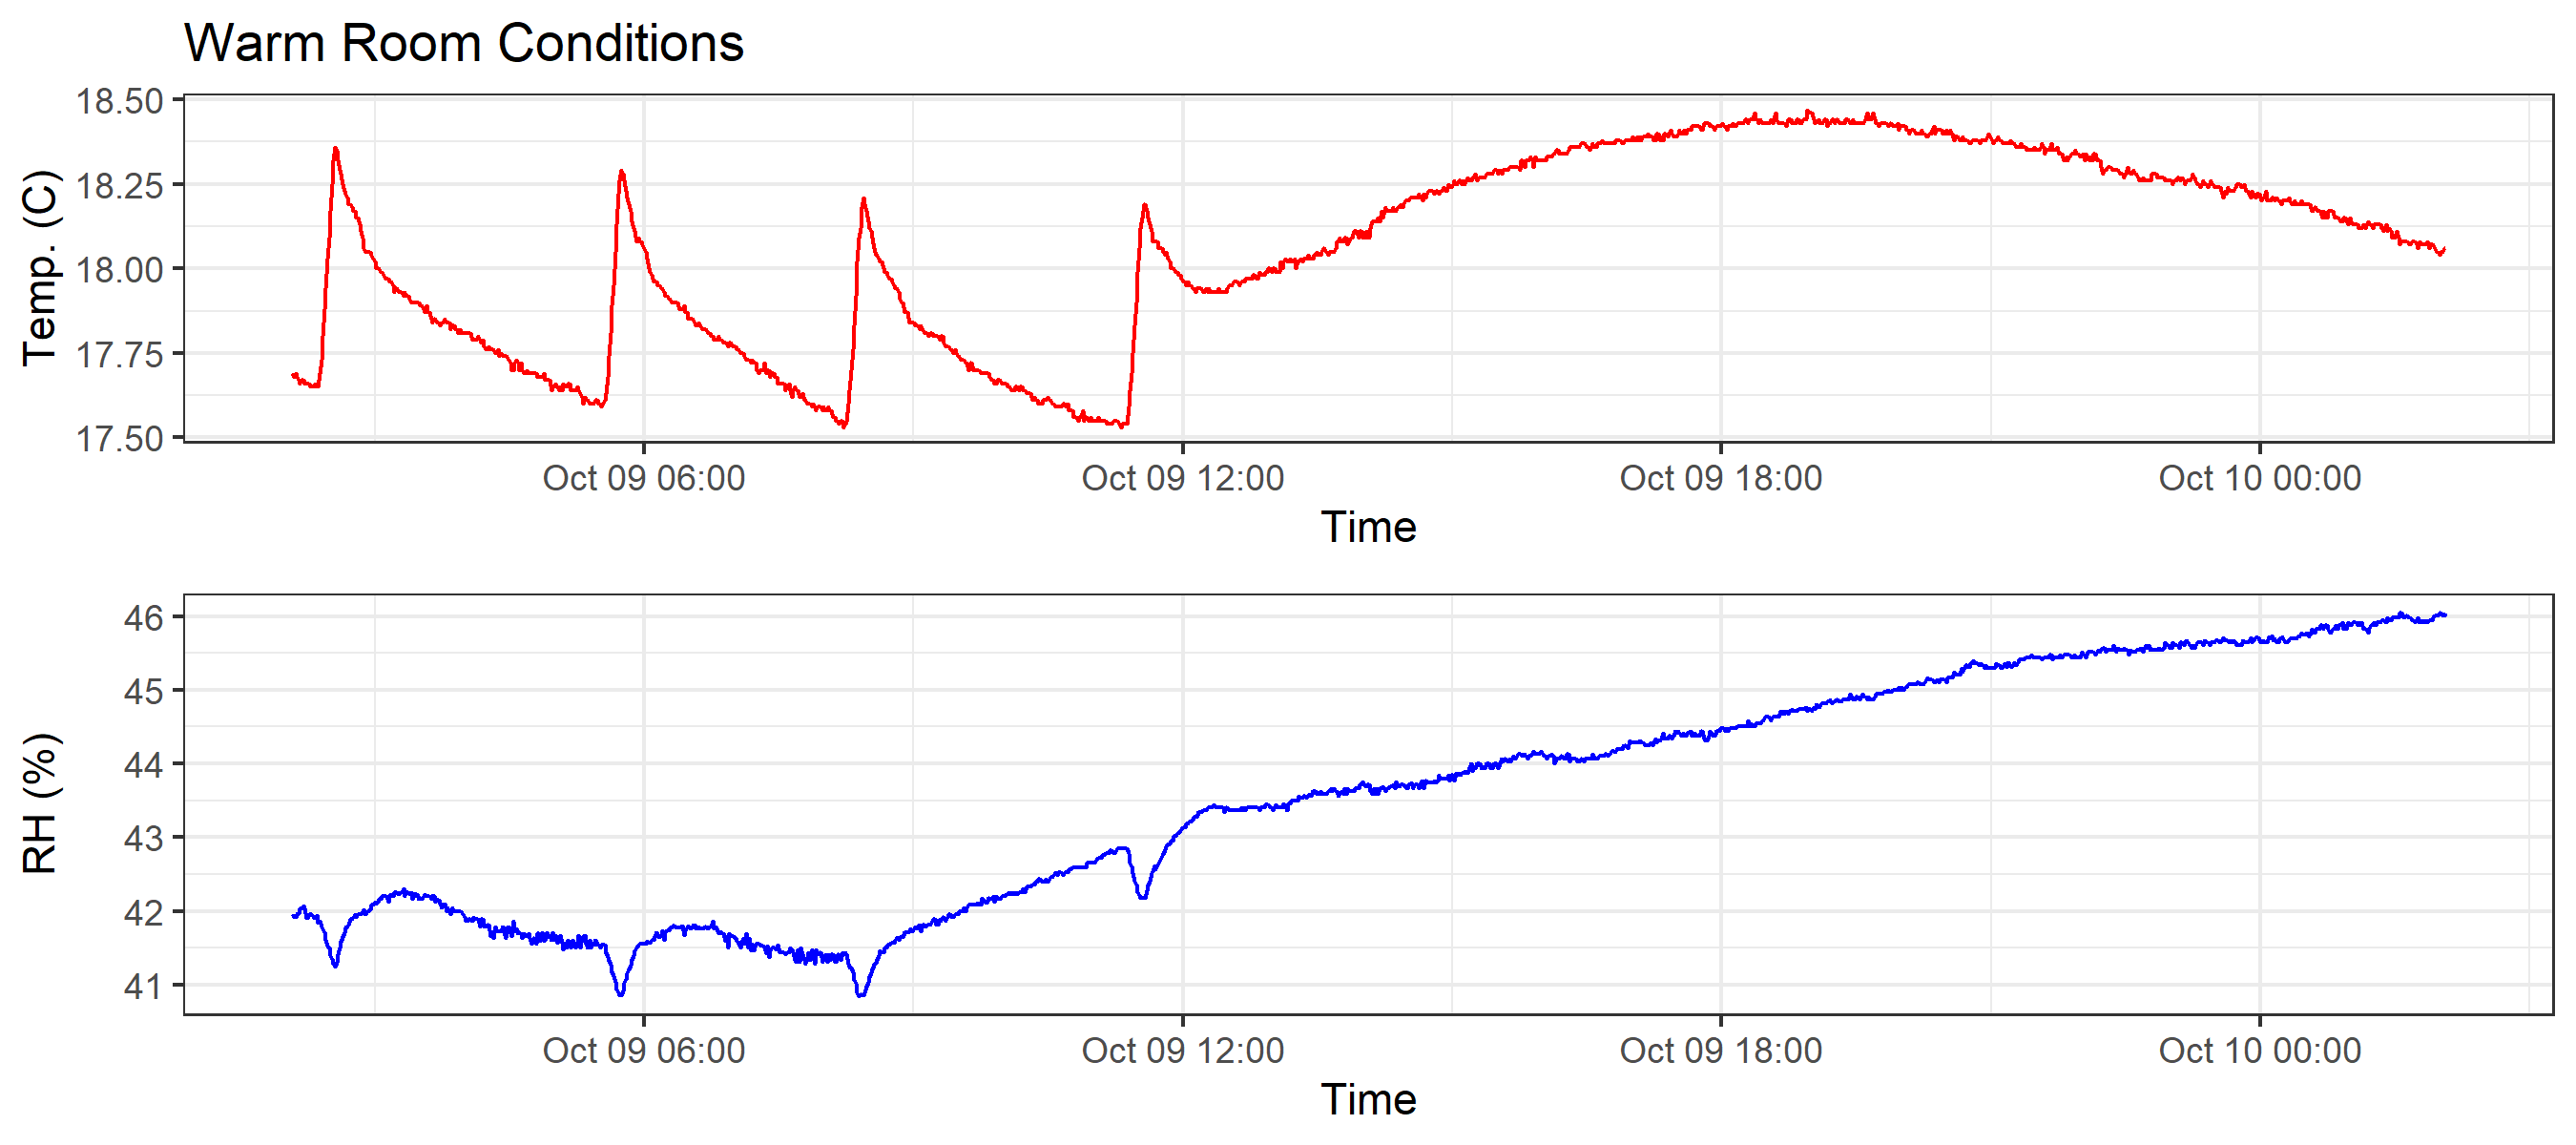 Warm Room Conditions
Temp. (C)
18.50
18.25
18.00
17.75
17.50
Oct 09 06:00 Oct 09 12:00 Oct 09 18:00 Oct 10 00:00
Time
RH (%)
46
45
44
43
42
41
Oct 09 06:00 Oct 09 12:00 Oct 09 18:00 Oct 10 00:00
Time